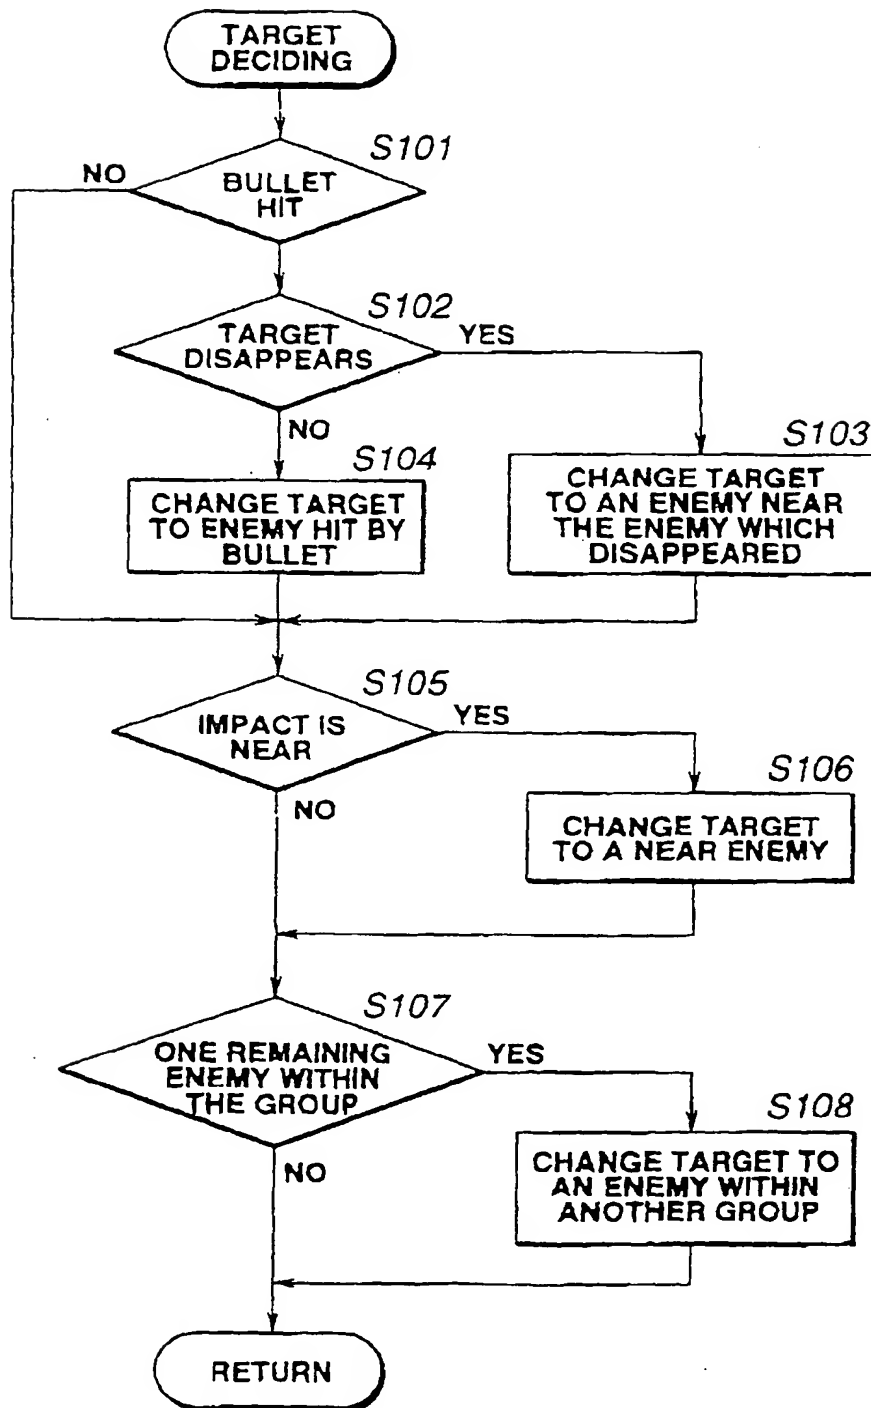 TARGET
DECIDING
S101
NO
BULLET
HIT
S102
TARGET
DISAPPEARS
YES
NO
S103
S104
CHANGE TARGET
TO AN ENEMY NEAR
THE ENEMY WHICH
DISAPPEARED
CHANGE TARGET
TO ENEMY HIT BY
BULLET
S105
IMPACT IS
NEAR
YES
NO
S106
CHANGE TARGET
TO A NEAR ENEMY
S107
ONE REMAINING
ENEMY WITHIN
THE GROUP
YES
NO
S108
CHANGE TARGET TO
AN ENEMY WITHIN
ANOTHER GROUP
RETURN